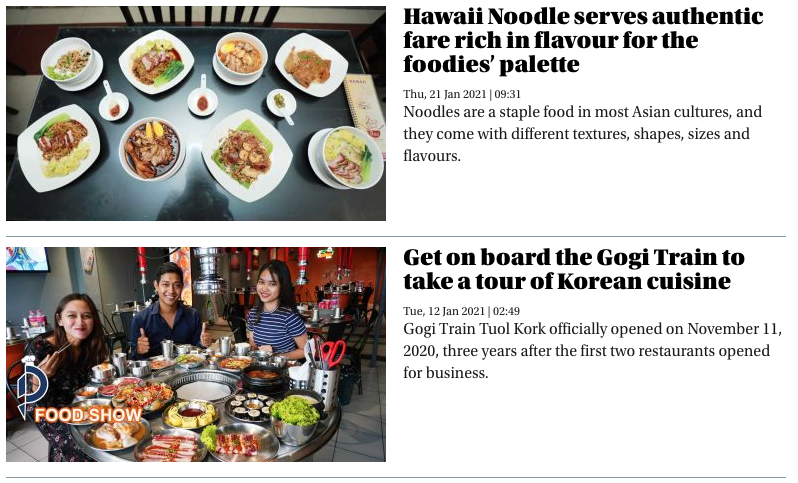 Hawaii Noodle serves authentic
fare rich in flavour for the
foodies’ palette
Thu, 21 Jan 2021 | 09:31
Noodles are a staple food in most Asian cultures, and
they come with different textures, shapes, sizes and
flavours.
Get on board the Gogi Train to
take a tour of Korean cuisine
Tue, 12 Jan 2021 | 02:49
Gogi Train Tuol Kork officially opened on November 11,
2020, three years after the first two restaurants opened
for business.
FOOD SHOW